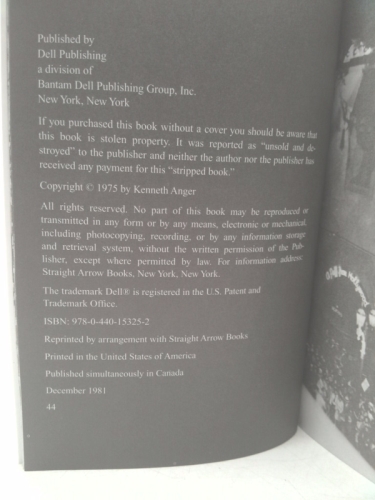 Published by
Dell Publishing
a division of
Bantam Dell Publishing Group, Inc.
New York, New York
If you purchased this book without a cover you should be aware that
this book is stolen property. It was reported as “unsold and de-
stroyed” to the publisher and neither the author nor the publisher has
received any payment for this “stripped book.”
Copyright © 1975 by Kenneth Anger
All rights reserved. No part of this book may be reproduced or
transmitted in any form or by any means, electronic or mechanical,
including photocopying, recording, or by any information storage
and retrieval system, without the written permission of the Pub-
lisher, except where permitted by law. For information address:
Straight Arrow Books, New York, New York.
The trademark Dell® is registered in the U.S. Patent and
Trademark Office.
ISBN: 978-0-440-15325-2
Reprinted by arrangement with Straight Arrow Books
Printed in the United States of America
Published simultaneously in Canada
December 1981
44